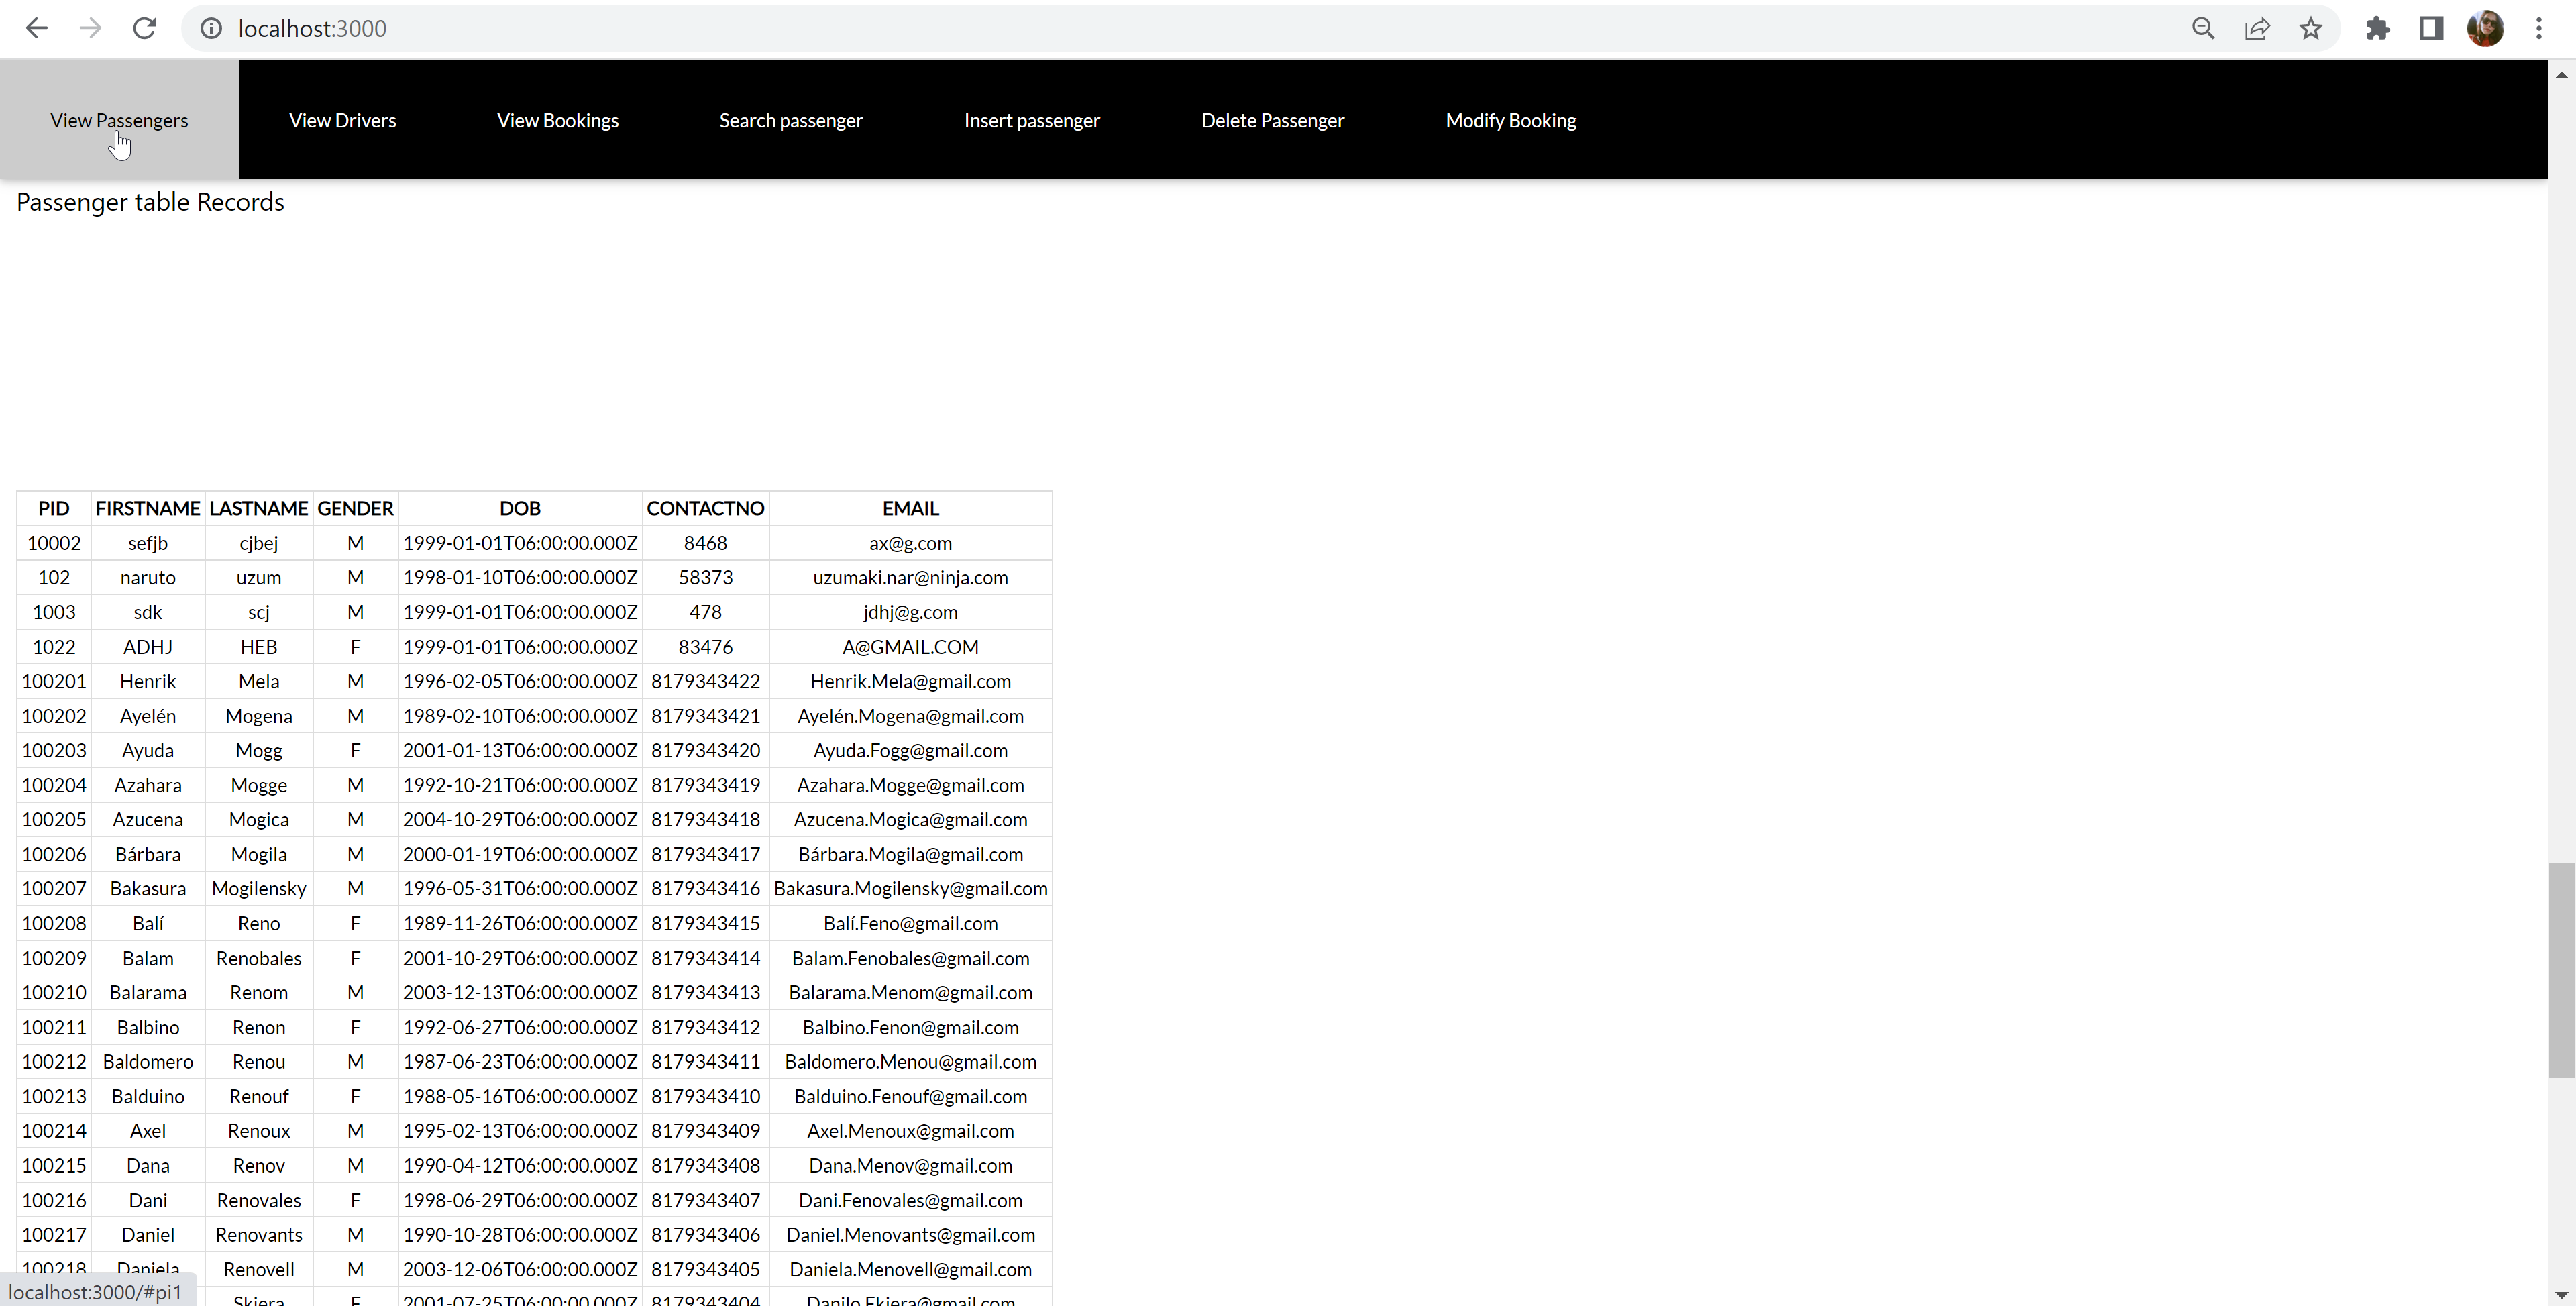 localhost:3000
View Passengers View Drivers View Bookings Search passenger Insert passenger Delete Passenger Modify Booking
Passenger table Records
PID FIRSTNAME LASTNAME GENDER DOB CONTACTNO EMAIL
10002 sefjb cjbej M 1999-01-01T06:00:00.000Z 8468 ax@g.com
102 naruto uzum M 1998-01-10T06:00:00.000Z 58373 uzumaki.nar@ninja.com
1003 sdk scj M 1999-01-01T06:00:00.000Z 478 jdhj@g.com
1022 ADHJ HEB F 1999-01-01T06:00:00.000Z 83476 A@GMAIL.COM
100201 Henrik Mela M 1996-02-05T06:00:00.000Z 8179343422 Henrik.Mela@gmail.com
100202 Ayelén Mogena M 1989-02-10T06:00:00.000Z 8179343421 Ayelén.Mogena@gmail.com
100203 Ayuda Mogg F 2001-01-13T06:00:00.000Z 8179343420 Ayuda.Fogg@gmail.com
100204 Azahara Mogge M 1992-10-21T06:00:00.000Z 8179343419 Azahara.Mogge@gmail.com
100205 Azucena Mogica M 2004-10-29T06:00:00.000Z 8179343418 Azucena.Mogica@gmail.com
100206 Bárbara Mogila M 2000-01-19T06:00:00.000Z 8179343417 Bárbara.Mogila@gmail.com
100207 Bakasura Mogilensky M 1996-05-31T06:00:00.000Z 8179343416 Bakasura.Mogilensky@gmail.com
100208 Balí Reno F 1989-11-26T06:00:00.000Z 8179343415 Balí.Feno@gmail.com
100209 Balam Renobales F 2001-10-29T06:00:00.000Z 8179343414 Balam.Fenobales@gmail.com
100210 Balarama Renom M 2003-12-13T06:00:00.000Z 8179343413 Balarama.Menom@gmail.com
100211 Balbino Renon F 1992-06-27T06:00:00.000Z 8179343412 Balbino.Fenon@gmail.com
100212 Baldomero Renou M 1987-06-23T06:00:00.000Z 8179343411 Baldomero.Menou@gmail.com
100213 Balduino Renouf F 1988-05-16T06:00:00.000Z 8179343410 Balduino.Fenouf@gmail.com
100214 Axel Renoux M 1995-02-13T06:00:00.000Z 8179343409 Axel.Menoux@gmail.com
100215 Dana Renov M 1990-04-12T06:00:00.000Z 8179343408 Dana.Menov@gmail.com
100216 Dani Renovales F 1998-06-29T06:00:00.000Z 8179343407 Dani.Fenovales@gmail.com
100217 Daniel Renovants M 1990-10-28T06:00:00.000Z 8179343406 Daniel.Menovants@gmail.com
100218 Daniela Renovell M 2003-12-06T06:00:00.000Z 8179343405 Daniela.Menovell@gmail.com
Skiera F 2001-07-25T06:00:00.000Z 8179343404 Danilo.Fkiera@gmail.com
localhost:3000/#pi1